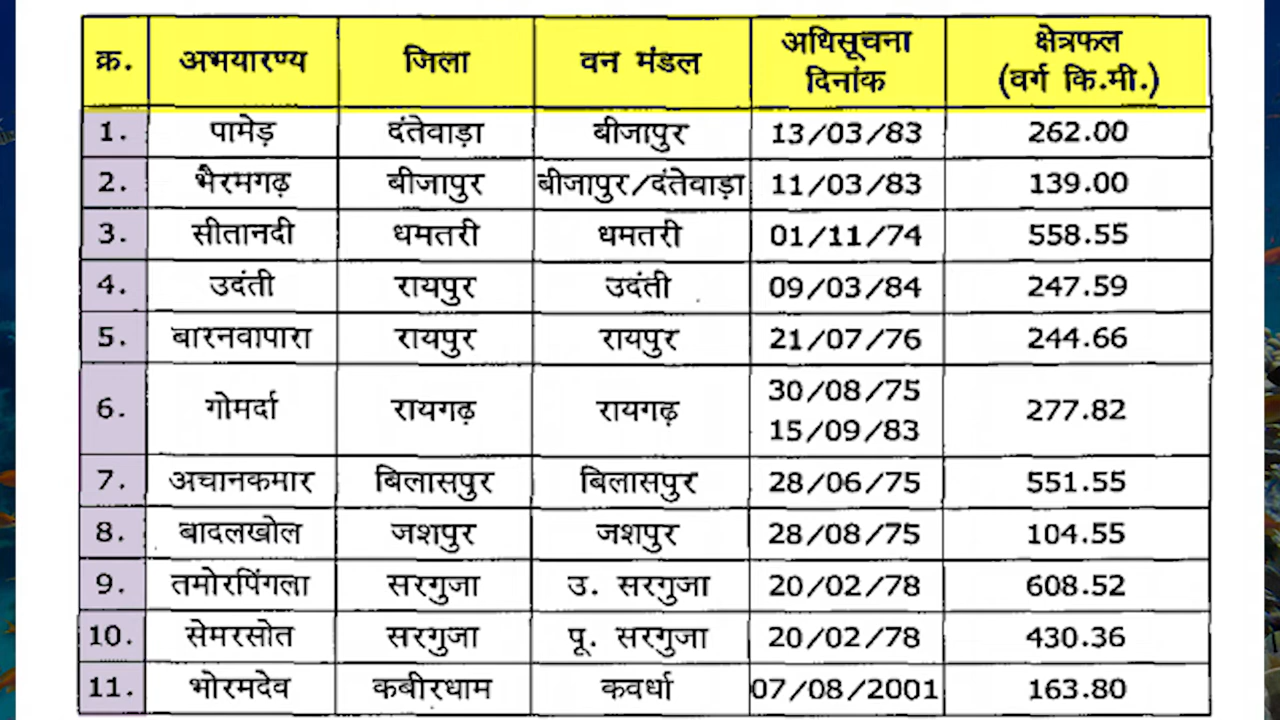 क्र. अभयारण्य जिला वन मंडल अधिसूचना दिनांक क्षेत्रफल (वर्ग कि.मी.)
1. पामेड़ दंतेवाड़ा बीजापुर 13/03/83 262.00
2. भैरमगढ़ बीजापुर बीजापुर/दंतेवाड़ा 11/03/83 139.00
3. सीतानदी धमतरी धमतरी 01/11/74 558.55
4. उदंती रायपुर उदंती 09/03/84 247.59
5. बारनवापारा रायपुर रायपुर 21/07/76 244.66
6. गोमर्दा रायगढ़ रायगढ़ 30/08/75 15/09/83 277.82
7. अचानकमार बिलासपुर बिलासपुर 28/06/75 551.55
8. बादलखोल जशपुर जशपुर 28/08/75 104.55
9. तमोरपिंगला सरगुजा उ. सरगुजा 20/02/78 608.52
10. सेमरसोत सरगुजा पू. सरगुजा 20/02/78 430.36
11. भोरमदेव कबीरधाम कवर्धा 07/08/2001 163.80